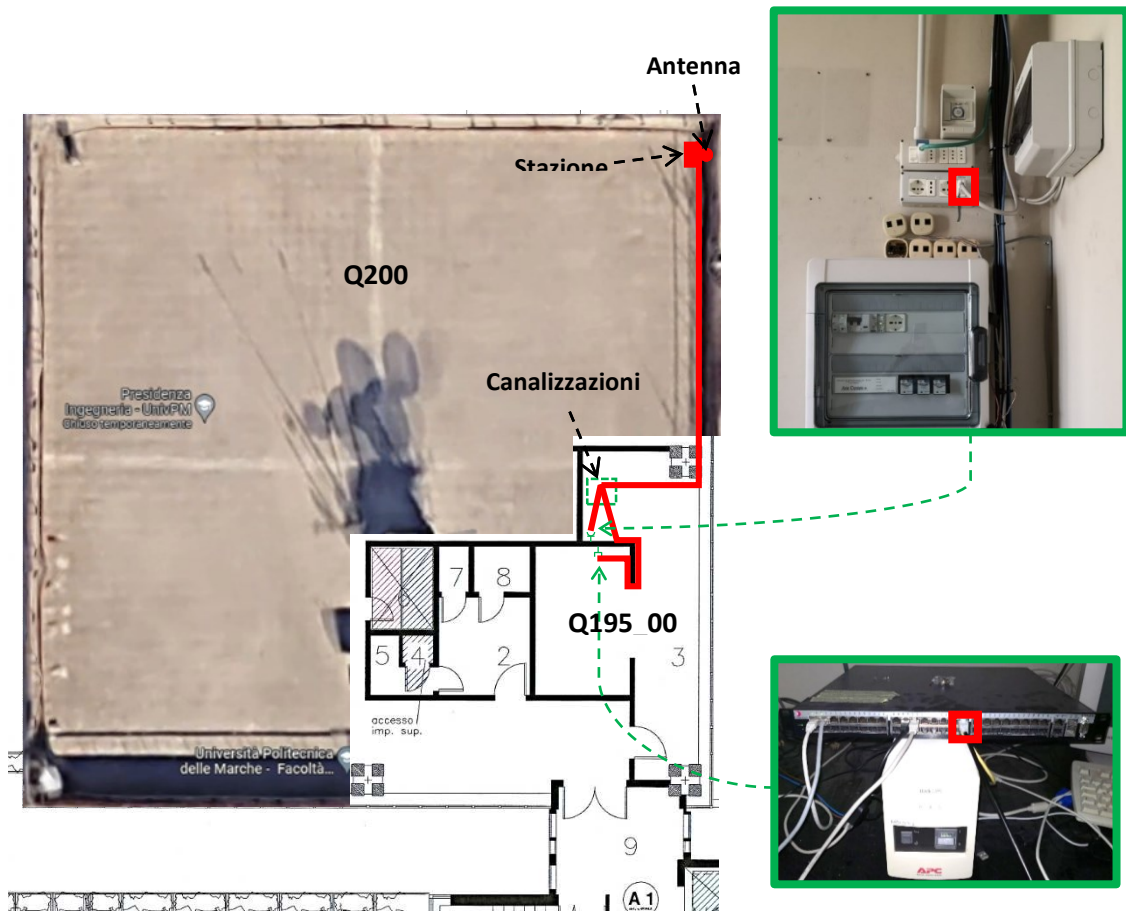 Antenna
Stazione
Q200
Canalizzazioni
Presidenza
Ingegneria - UnivPM
Chiuso temporaneamente
7
8
Q195_00
5
4
2
3
accesso
imp. sup.
Università Politecnica
delle Marche - Facoltà...
9
A 1
APC